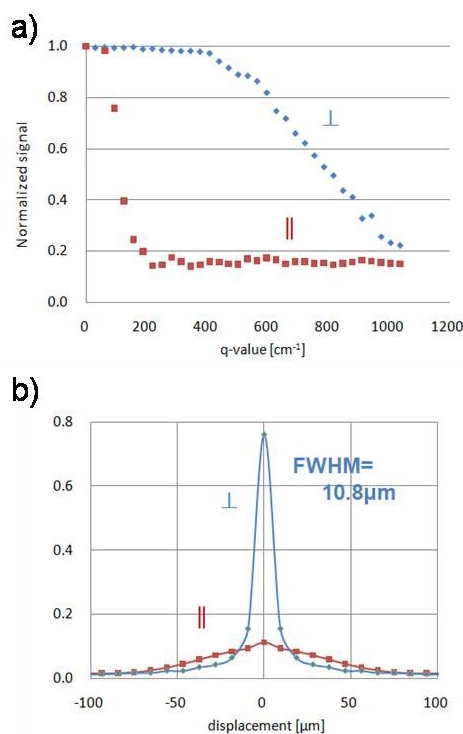 a)
1.0
0.8
0.6
0.4
0.2
0.0
Normalized signal
⊥
||
0 200 400 600 800 1000 1200
q-value [cm-1]
b)
0.8
0.6
0.4
0.2
0.0
FWHM=
10.8µm
⊥
||
-100 -50 0 50 100
displacement [µm]